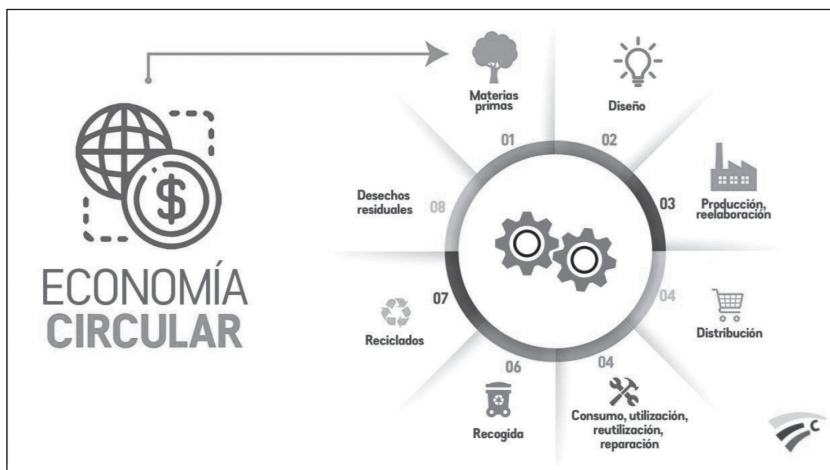 ECONOMÍA
CIRCULAR
$
Materias
primas
01
Diseño
02
03
Producción,
reelaboración
04
Distribución
04
Consumo, utilización,
reutilización,
reparación
06
Recogida
07
Reciclados
Desechos
residuales
08
C